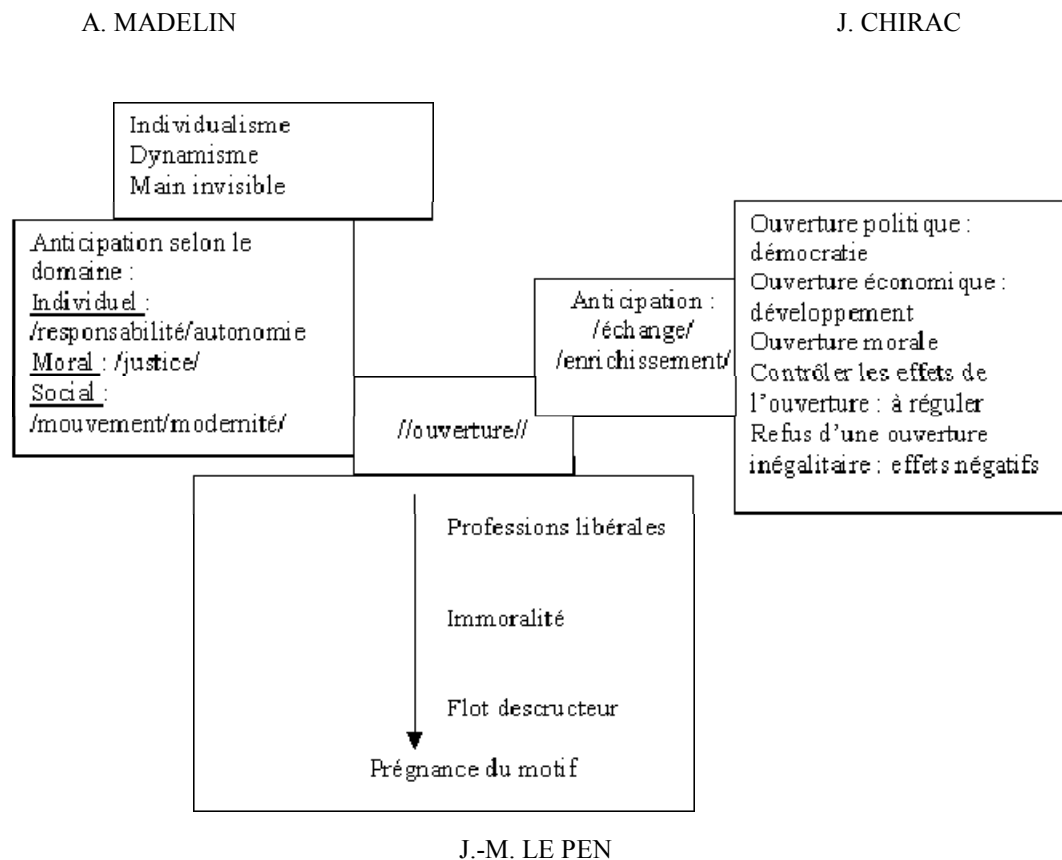 A. MADELIN
J. CHIRAC
Individualisme
Dynamisme
Main invisible
Anticipation selon le
domaine :
Individuel :
/responsabilité/autonomie
Moral : /justice/
Social :
/mouvement/modernité/
Anticipation :
/échange/
/enrichissement/
Ouverture politique :
démocratie
Ouverture économique :
développement
Ouverture morale
Contrôler les effets de
l’ouverture : à réguler
Refus d’une ouverture
inégalitaire : effets négatifs
//ouverture//
Professions libérales
Immoralité
Flot descructeur
Prégnance du motif
J.-M. LE PEN